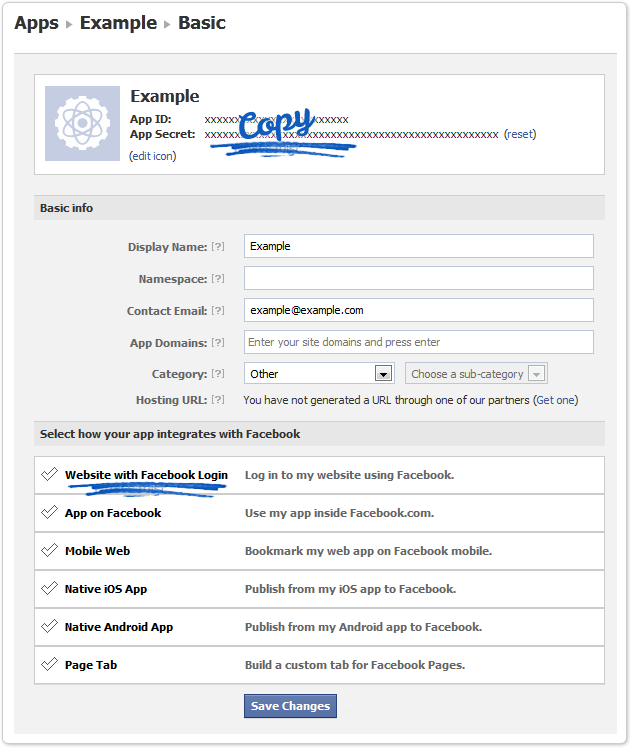 Apps ▸ Example ▸ Basic
Example
App ID: xxxxxxxxxxxxxxxxxxxxxxxx
Copy
App Secret: xxxxxxxxxxxxxxxxxxxxxxxxxxxxxxxxxxxxxxxxxxxxxxxxx (reset)
(edit icon)
Basic info
Display Name: [?] Example
Namespace: [?]
Contact Email: [?] example@example.com
App Domains: [?] Enter your site domains and press enter
Category: [?] Other Choose a sub-category
Hosting URL: [?] You have not generated a URL through one of our partners (Get one)
Select how your app integrates with Facebook
Website with Facebook Login Log in to my website using Facebook.
App on Facebook Use my app inside Facebook.com.
Mobile Web Bookmark my web app on Facebook mobile.
Native iOS App Publish from my iOS app to Facebook.
Native Android App Publish from my Android app to Facebook.
Page Tab Build a custom tab for Facebook Pages.
Save Changes